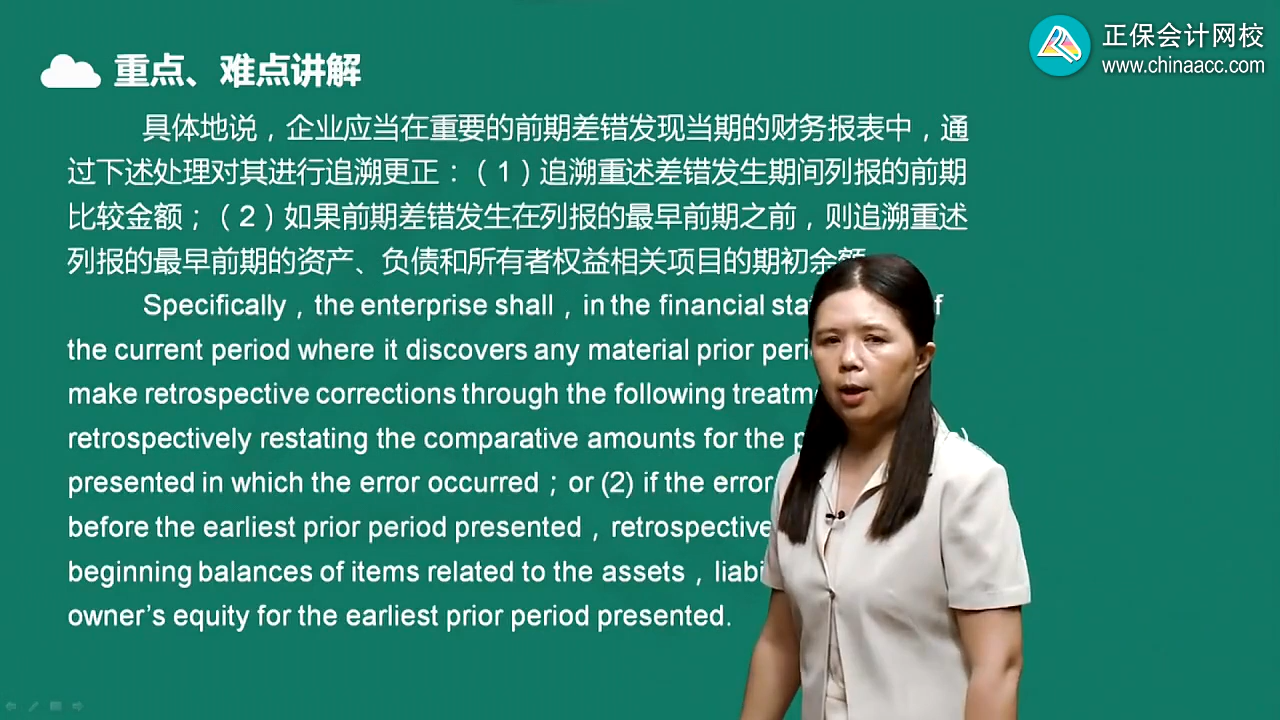 正保会计网校
www.chinaacc.com
重点、难点讲解
具体地说，企业应当在重要的前期差错发现当期的财务报表中，通
过下述处理对其进行追溯更正：（1）追溯重述差错发生期间列报的前期
比较金额；（2）如果前期差错发生在列报的最早前期之前，则追溯重述
列报的最早前期的资产、负债和所有者权益相关项目的期初余额
Specifically，the enterprise shall，in the financial
the current period where it discovers any material prior
make retrospective corrections through the following
retrospectively restating the comparative amounts for the
presented in which the error occurred；or (2) if the error
before the earliest prior period presented，
beginning balances of items related to the assets，
owner's equity for the earliest prior period presented.